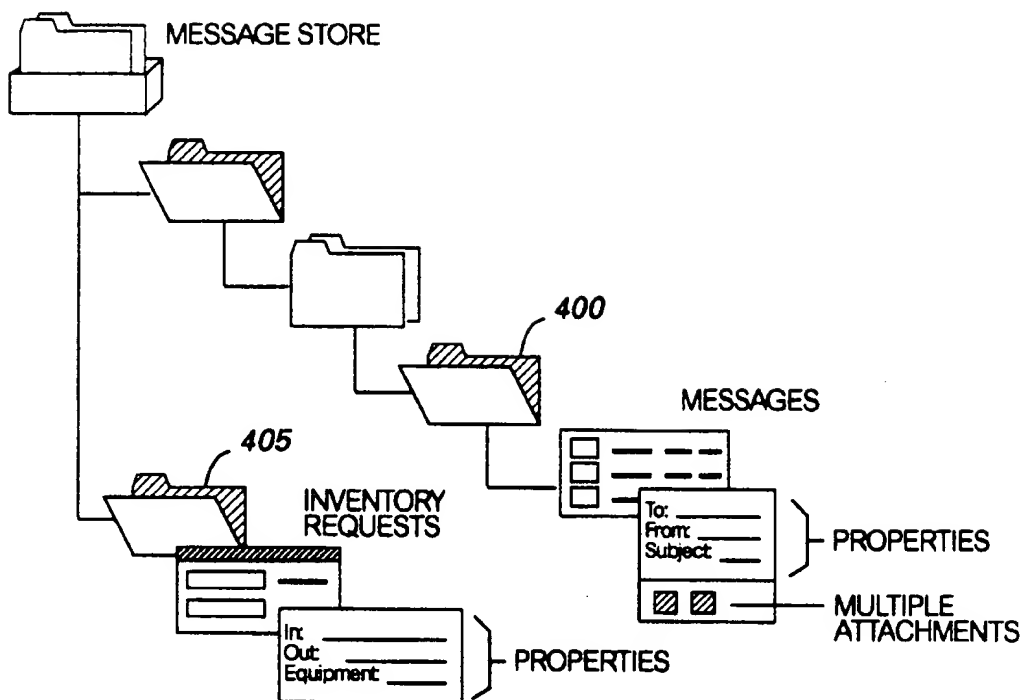 MESSAGE STORE
400
MESSAGES
405
INVENTORY
REQUESTS
To:
From:
Subject:
PROPERTIES
MULTIPLE
ATTACHMENTS
In:
Out:
Equipment:
PROPERTIES